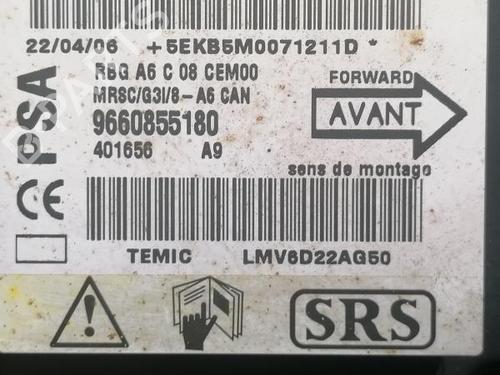 22/04/06 +5EKB5M0071211D *
RBG A6 C 08 CEM00
MRSC/G3I/8-A6 CAN
9660855180
401656 A9
FORWARD
AVANT
sens de montage
PSA
CE
TEMIC LMV6D22AG50
SRS